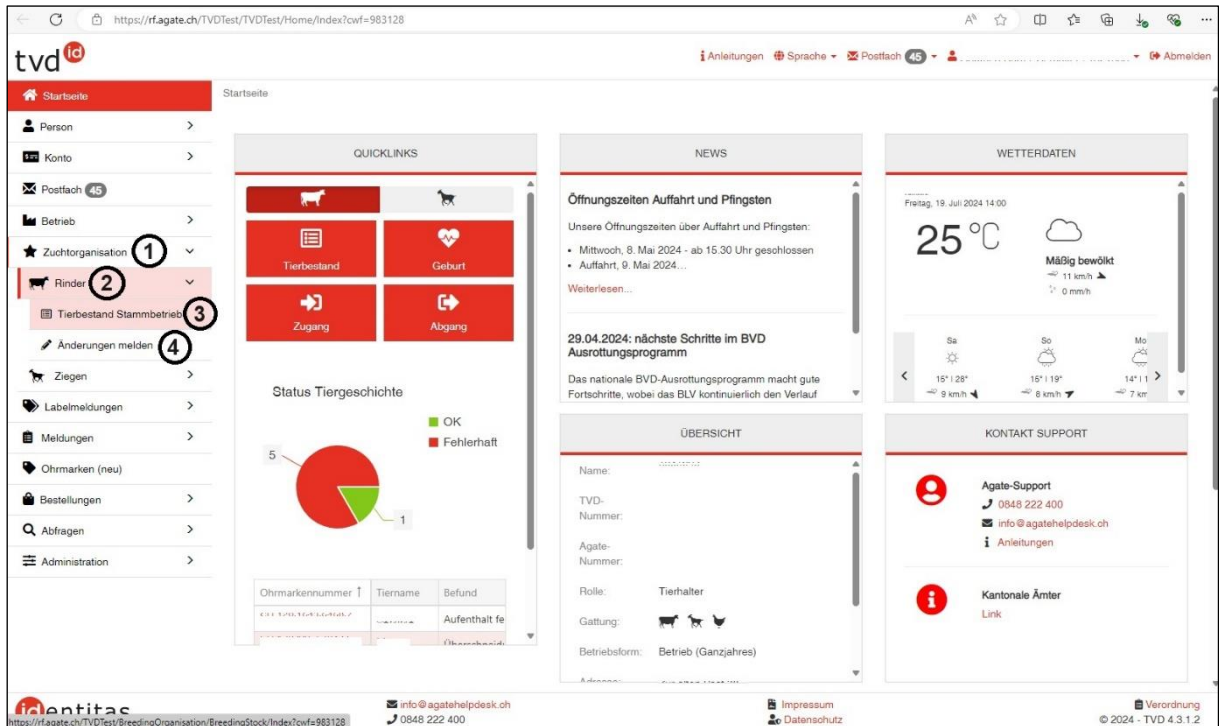 https://rf.agate.ch/TVDTest/TVDTest/Home/Index?cwf=983128
tvd id
Anleitungen Sprache Postfach 45 Abmelden
Startseite
Person
Konto
Postfach 45
Betrieb
Zuchtorganisation 1
Rinder 2
Tierbestand Stammbetrieb 3
Änderungen melden 4
Ziegen
Labelmeldungen
Meldungen
Ohrmarken (neu)
Bestellungen
Abfragen
Administration
Startseite
QUICKLINKS
Tierbestand Geburt
Zugang Abgang
Status Tiergeschichte
OK
Fehlerhaft
5
1
Ohrmarkennummer Tiername Befund
Aufenthalt fe
NEWS
Öffnungszeiten Auffahrt und Pfingsten
Unsere Öffnungszeiten über Auffahrt und Pfingsten:
• Mittwoch, 8. Mai 2024 - ab 15.30 Uhr geschlossen
• Auffahrt, 9. Mai 2024…
Weiterlesen...
29.04.2024: nächste Schritte im BVD
Ausrottungsprogramm
Das nationale BVD-Ausrottungsprogramm macht gute
Fortschritte, wobei das BLV kontinuierlich den Verlauf
WETTERDATEN
Freitag, 19. Juli 2024 14:00
25 °C
Mäßig bewölkt
11 km/h
0 mm/h
Sa So Mo
15° | 28° 16° | 19° 14° | 1
9 km/h 8 km/h 7 km
ÜBERSICHT
Name:
TVD-
Nummer:
Agate-
Nummer:
Rolle: Tierhalter
Gattung:
Betriebsform: Betrieb (Ganzjahres)
KONTAKT SUPPORT
Agate-Support
0848 222 400
info@agatehelpdesk.ch
Anleitungen
Kantonale Ämter
Link
identitas
https://rf.agate.ch/TVDTest/BreedingOrganisation/BreedingStock/Index?cwf=983128
info@agatehelpdesk.ch
0848 222 400
Impressum
Datenschutz
Verordnung
© 2024 - TVD 4.3.1.2